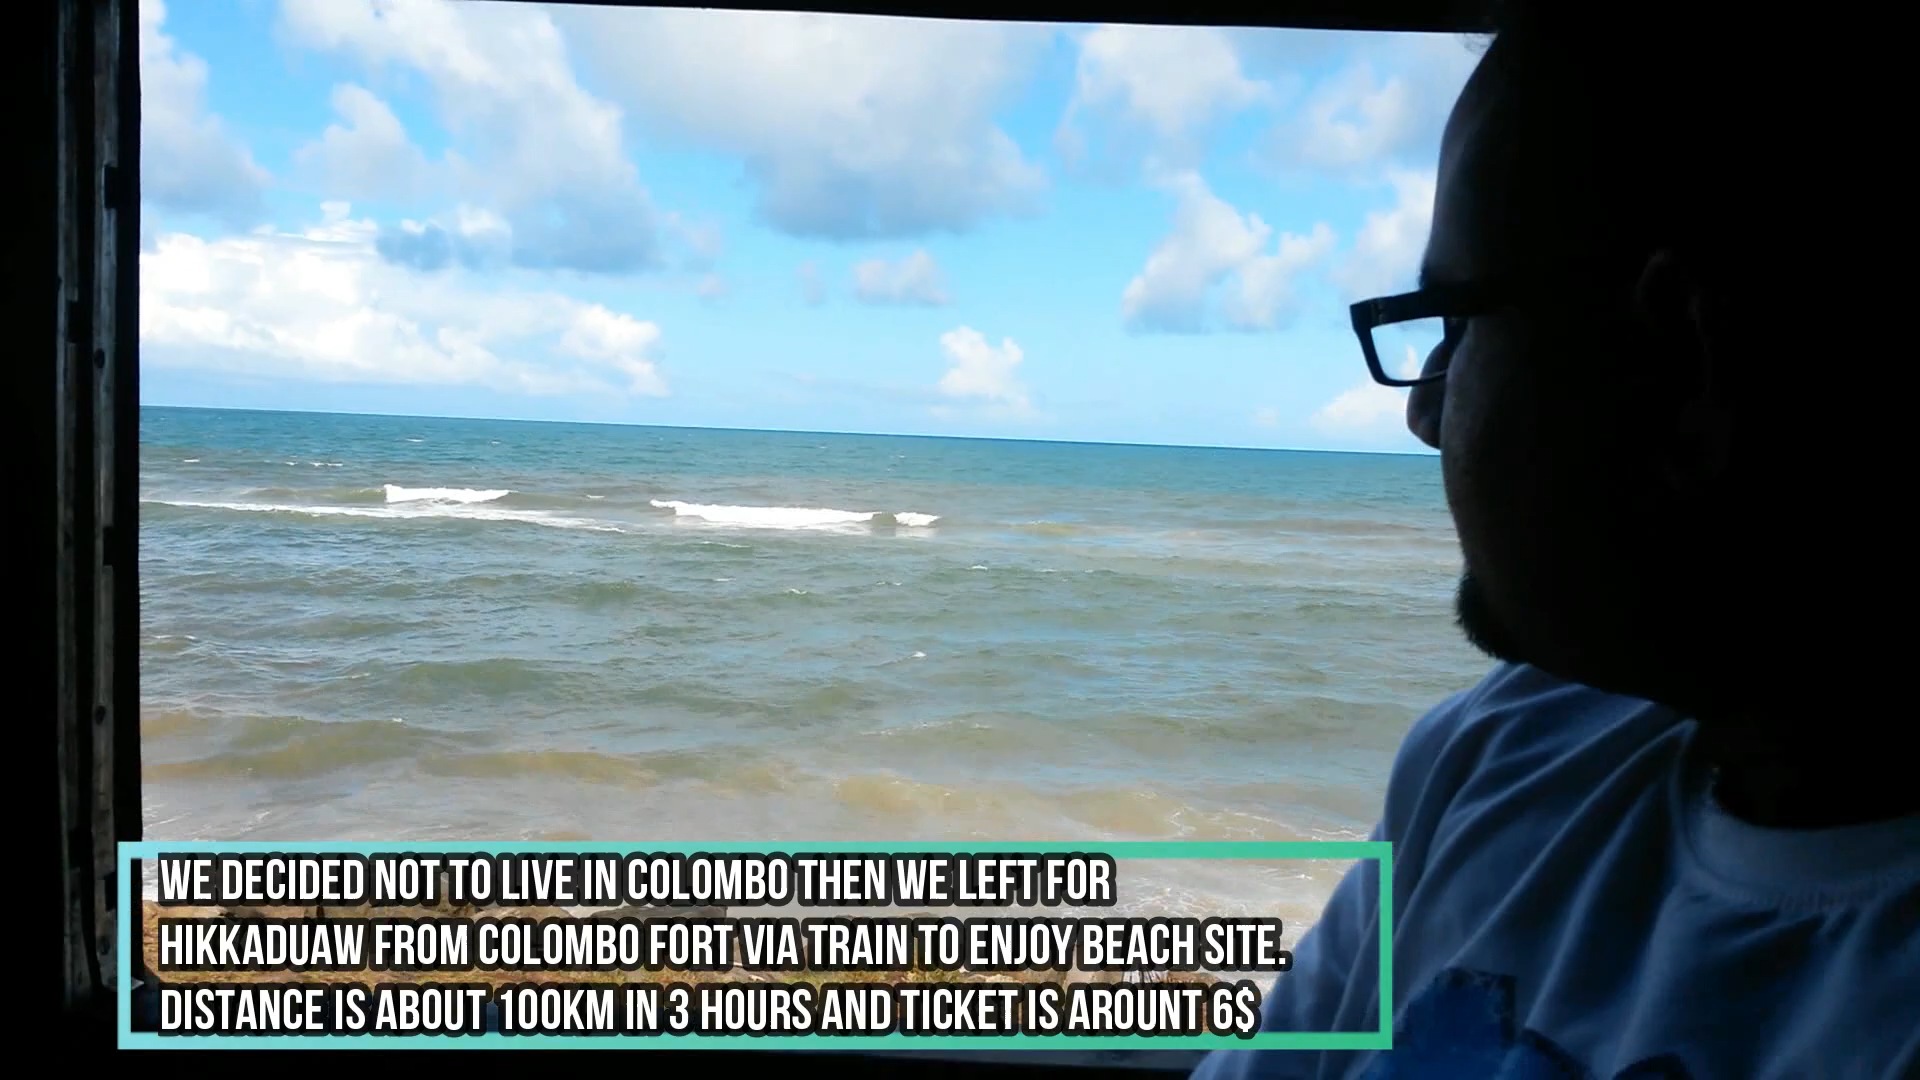 WE DECIDED NOT TO LIVE IN COLOMBO THEN WE LEFT FOR
HIKKADUAW FROM COLOMBO FORT VIA TRAIN TO ENJOY BEACH SITE.
DISTANCE IS ABOUT 100KM IN 3 HOURS AND TICKET IS AROUNT 6$